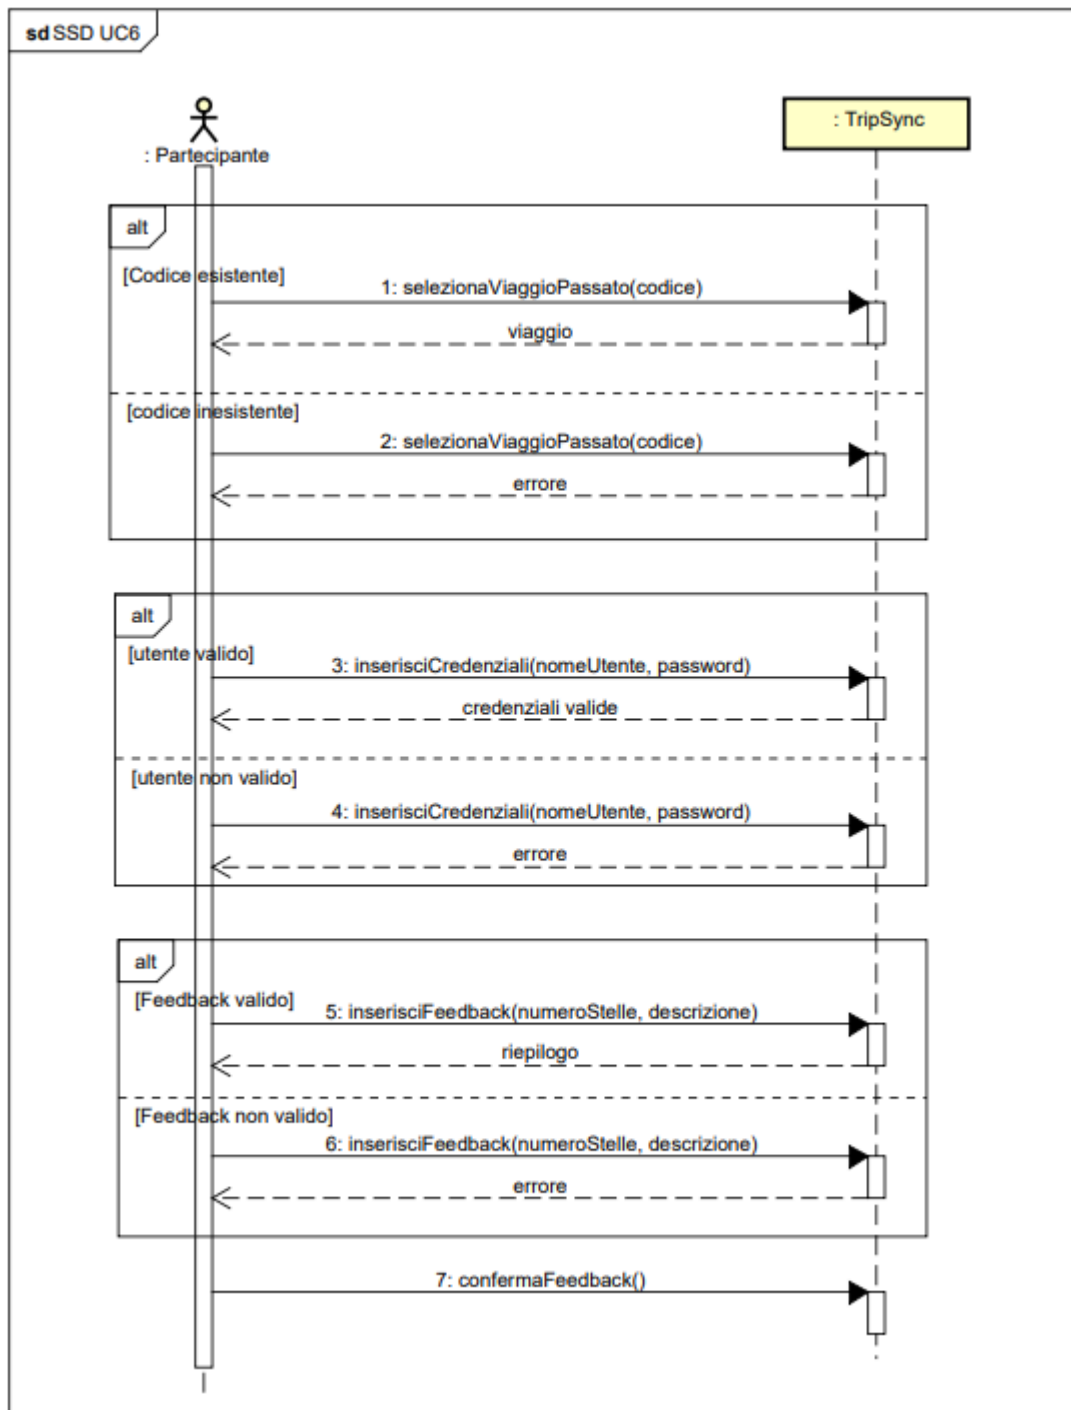 sd SSD UC6
: Partecipante
: TripSync
alt
[Codice esistente]
1: selezionaViaggioPassato(codice)
viaggio
[codice inesistente]
2: selezionaViaggioPassato(codice)
errore
alt
[utente valido]
3: inserisciCredenziali(nomeUtente, password)
credenziali valide
[utente non valido]
4: inserisciCredenziali(nomeUtente, password)
errore
alt
[Feedback valido]
5: inserisciFeedback(numeroStelle, descrizione)
riepilogo
[Feedback non valido]
6: inserisciFeedback(numeroStelle, descrizione)
errore
7: confermaFeedback()